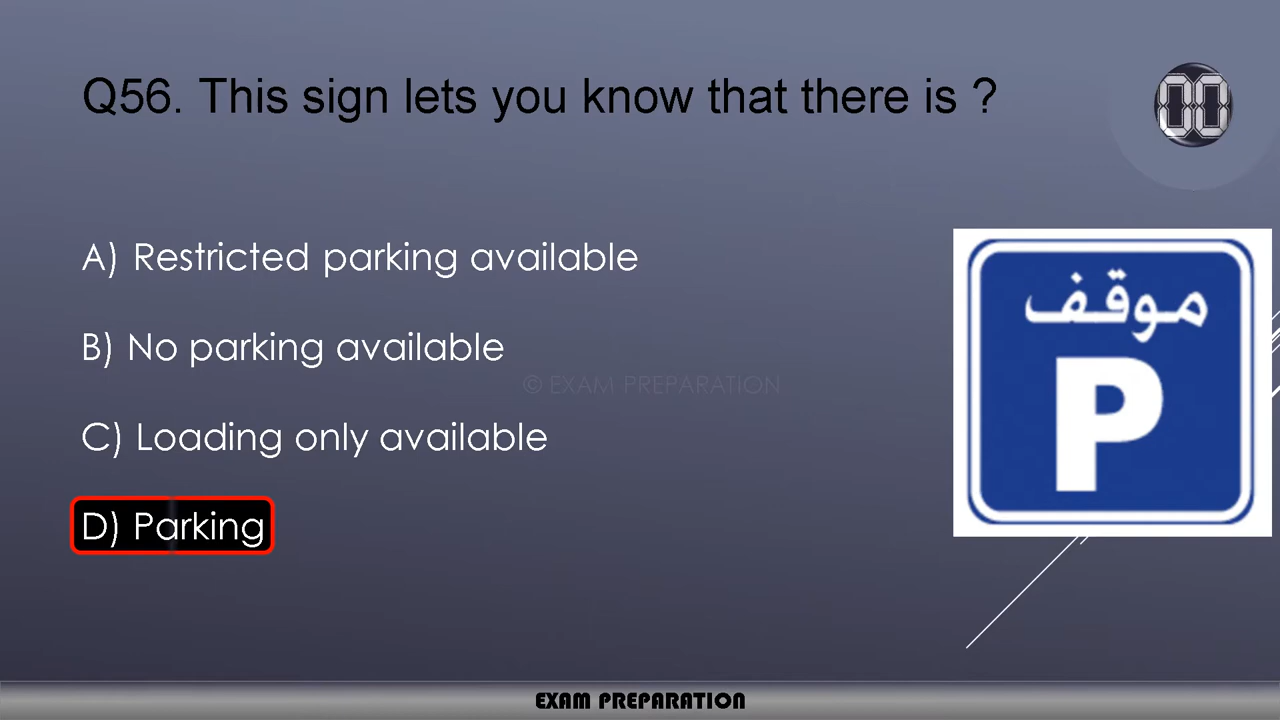 Q56. This sign lets you know that there is ?
00
A) Restricted parking available
B) No parking available
C) Loading only available
D) Parking
موقف
P
© EXAM PREPARATION
EXAM PREPARATION